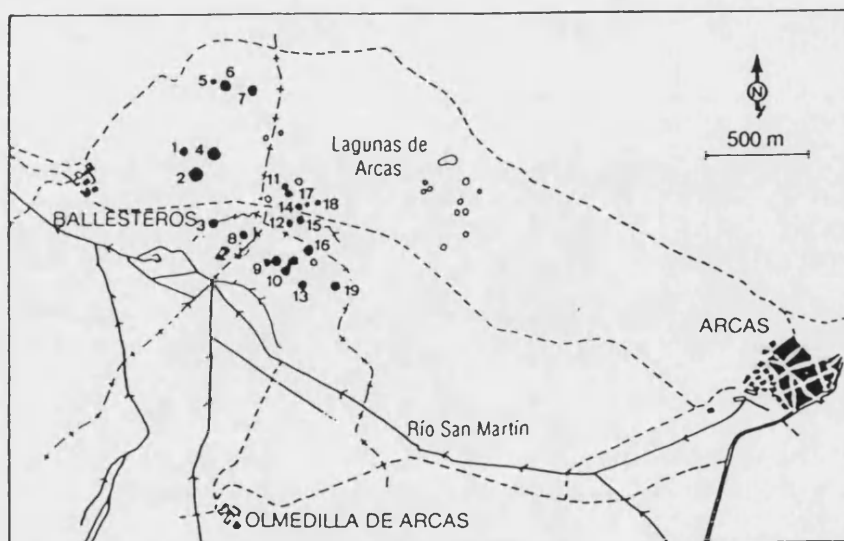 5 6
7
N
500 m
Lagunas de
Arcas
1 4
2
11
17
14 18
BALLESTEROS 3
12 15
8
16
9
10
13 19
ARCAS
Río San Martín
OLMEDILLA DE ARCAS